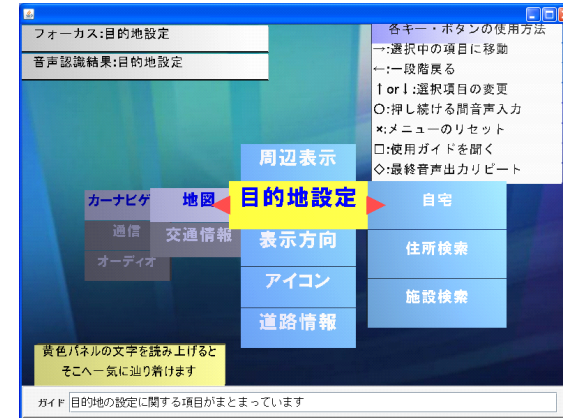 フォーカス:目的地設定
音声認識結果:目的地設定
各キー・ボタンの使用方法
→:選択中の項目に移動
←:一段階戻る
↑or↓:選択項目の変更
○:押し続ける間音声入力
×:メニューのリセット
□:使用ガイドを聞く
◇:最終音声出力リピート
カーナビゲ
通信
オーディオ
地図
交通情報
周辺表示
目的地設定
表示方向
アイコン
道路情報
自宅
住所検索
施設検索
黄色パネルの文字を読み上げると
そこへ一気に辿り着けます
ガイド 目的地の設定に関する項目がまとまっています